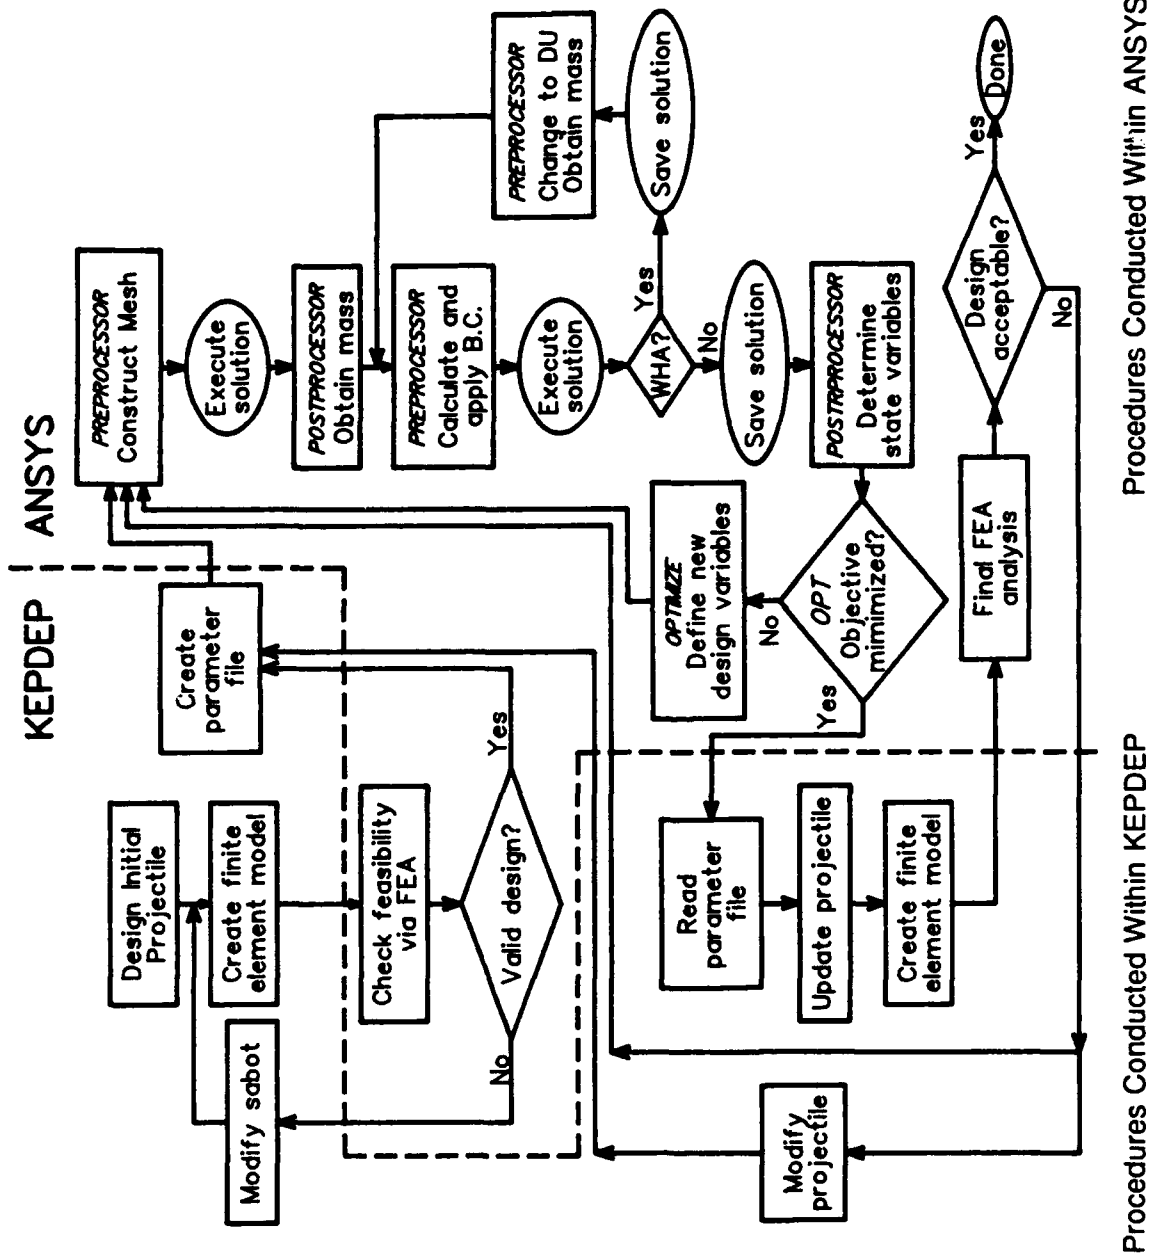 KEPDEP
ANSYS
Design Initial
Projectile
Create finite
element model
Modify sabot
Check feasibility
via FEA
Valid design?
No
Yes
Create
parameter
file
PREPROCESSOR
Construct Mesh
Execute
solution
POSTPROCESSOR
Obtain mass
PREPROCESSOR
Calculate and
apply B.C.
Execute
solution
WHA?
Yes
No
Save solution
PREPROCESSOR
Change to DU
Obtain mass
Save solution
POSTRPROCESSOR
Determine
state variables
OPT
Objective
mimimized?
No
Yes
OPTIMIZE
Define new
design variables
Read
parameter
file
Update projectile
Create finite
element model
Final FEA
analysis
Design
acceptable?
Yes
No
Done
Modify
projectile
Procedures Conducted Within KEPDEP
Procedures Conducted Within ANSYS